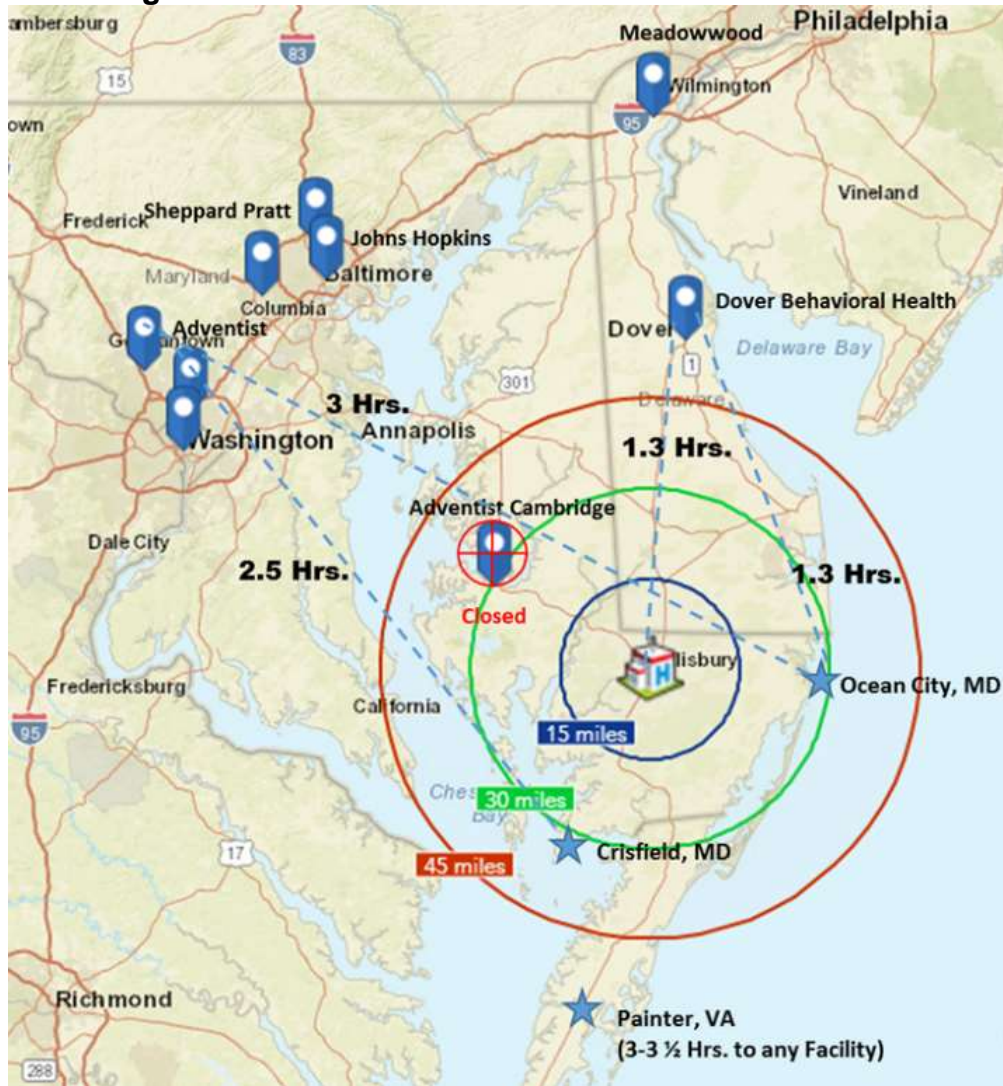 ambersburg
Philadelphia
83
Meadowwood
15
Wilmington
own
95
Vineland
Sheppard Pratt
Frederick
Johns Hopkins
Maryland
Baltimore
Columbia
Dover Behavioral Health
Adventist
Dover
Delaware Bay
1
301
3 Hrs.
Annapolis
Delaware
Washington
1.3 Hrs.
Adventist Cambridge
Dale City
2.5 Hrs.
1.3 Hrs.
Closed
lisbury
H
Fredericksburg
Ocean City, MD
California
95
15 miles
Bay
30 miles
17
Crisfield, MD
45 miles
Richmond
Painter, VA
(3-3 ½ Hrs. to any Facility)
288